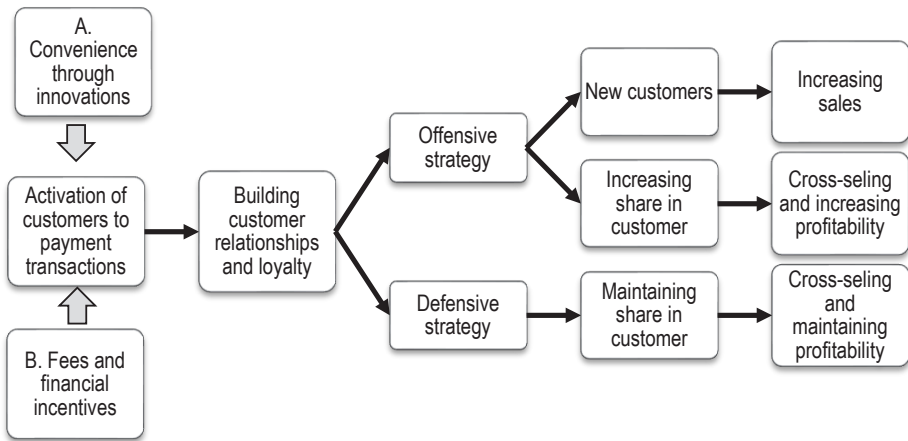 A.
Convenience
through
innovations
Activation of
customers to
payment
transactions
B. Fees and
financial
incentives
Building
customer
relationships
and loyalty
Offensive
strategy
Defensive
strategy
New customers
Increasing
share in
customer
Maintaining
share in
customer
Increasing
sales
Cross-seling
and increasing
profitability
Cross-seling
and
maintaining
profitability